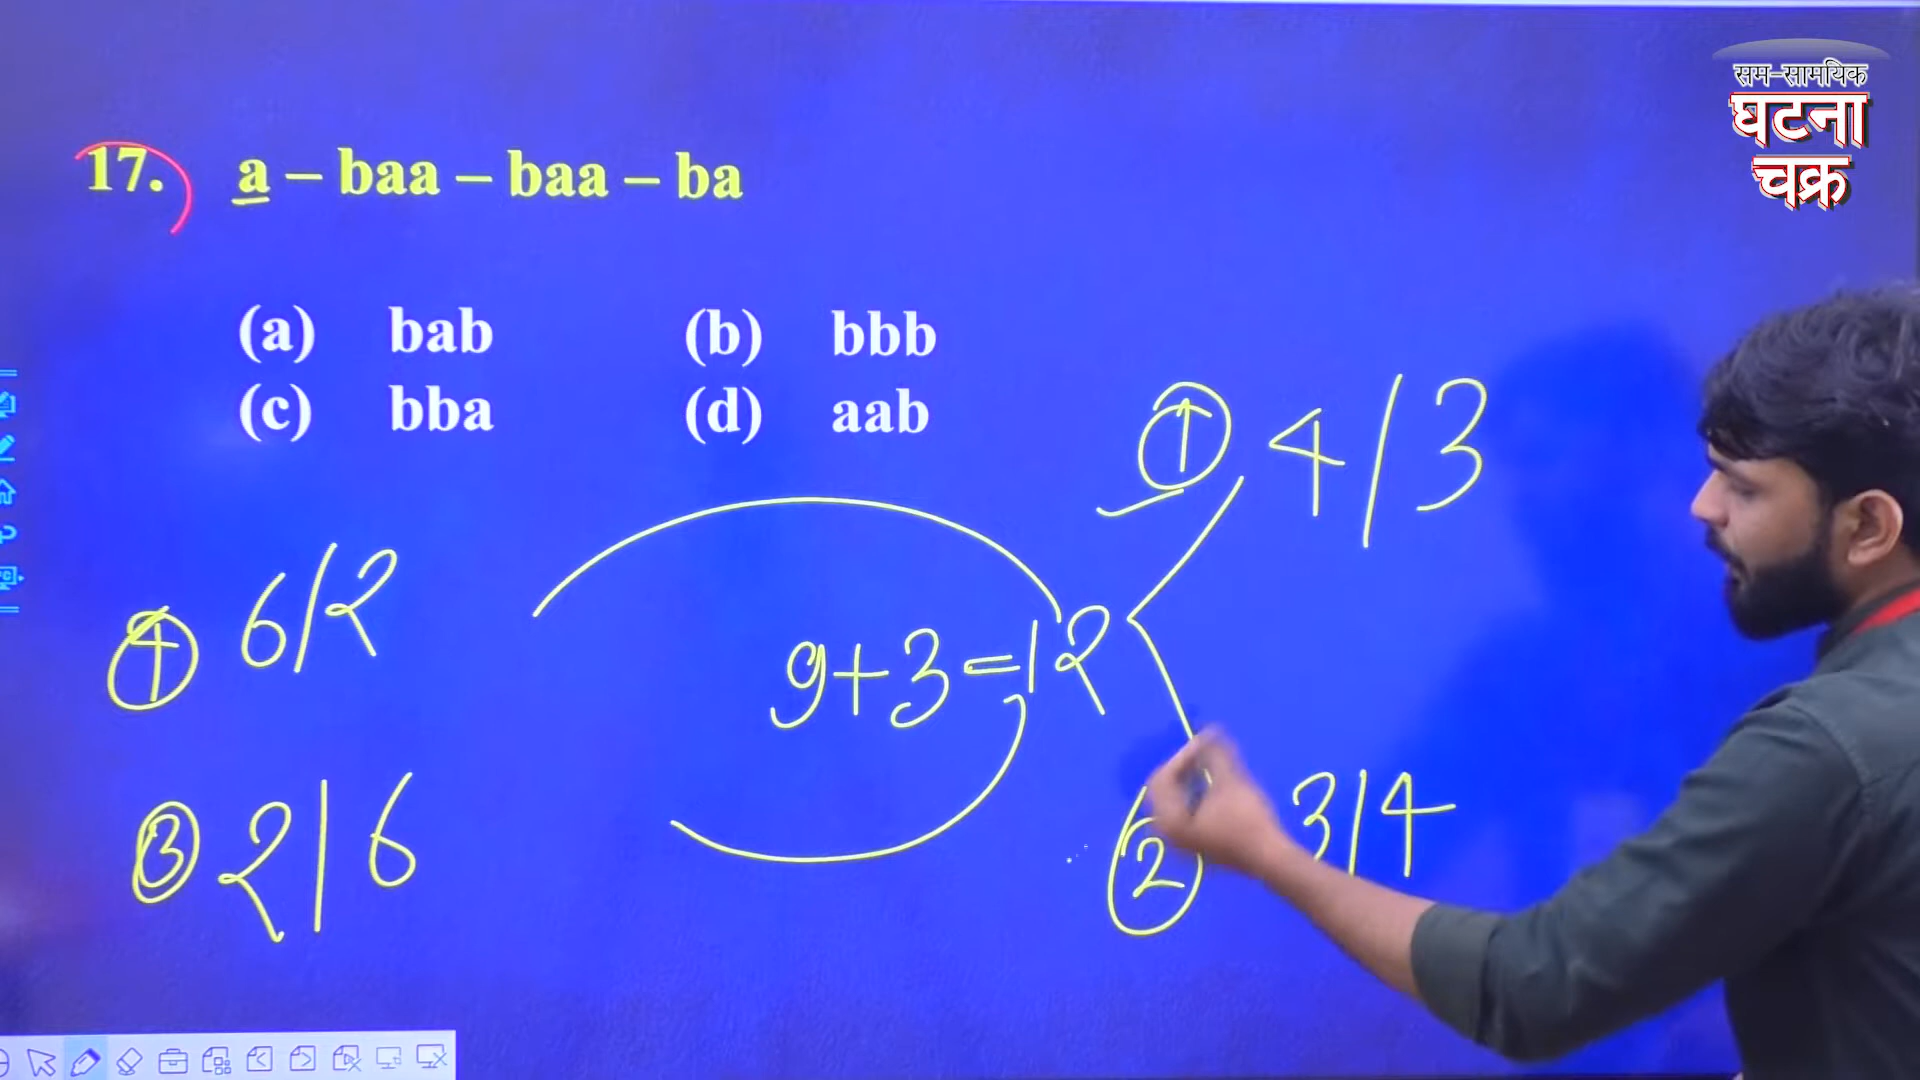 सम-सामयिक
घटना
चक्र
17. a – baa – baa – ba
(a) bab (b) bbb
(c) bba (d) aab
1 4/3
4 6/2
9+3=12
3 2/6
2 3/4